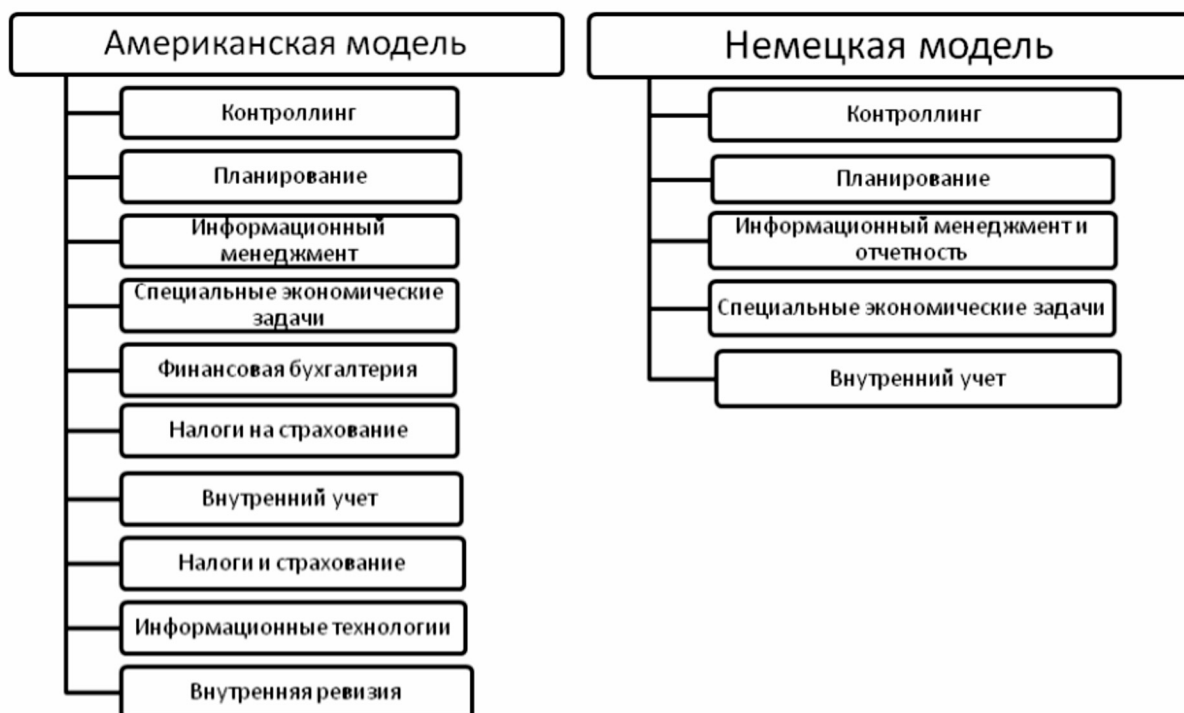 Американская модель
Контроллинг
Планирование
Информационный
менеджмент
Специальные экономические
задачи
Финансовая бухгалтерия
Налоги на страхование
Внутренний учет
Налоги и страхование
Информационные технологии
Внутренняя ревизия
Немецкая модель
Контроллинг
Планирование
Информационный менеджмент и
отчетность
Специальные экономические задачи
Внутренний учет